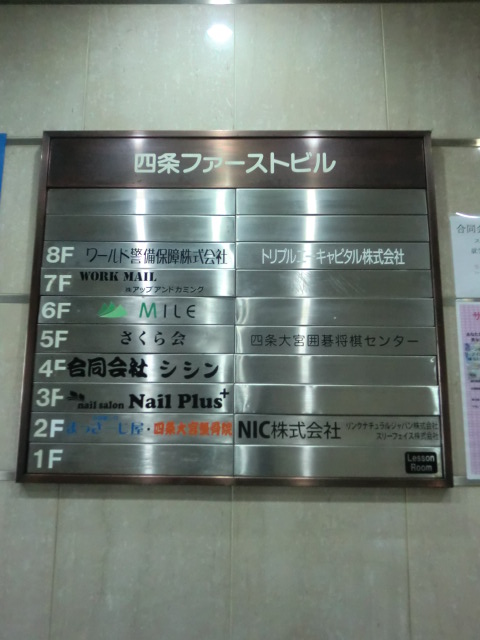 四条ファーストビル
8F ワールド警備保障株式会社 トリプルエーキャピタル株式会社
7F WORK MAIL
㈱アップアンドカミング
6F MILE
5F さくら会 四条大宮囲碁将棋センター
4F 合同会社 シシン
3F nail salon Nail Plus+
2F 屋・四条大宮整骨院 NIC株式会社 リンクナチュラルジャパン株式会社
スリーフェイス株式会社
1F Lesson
Room
合同会